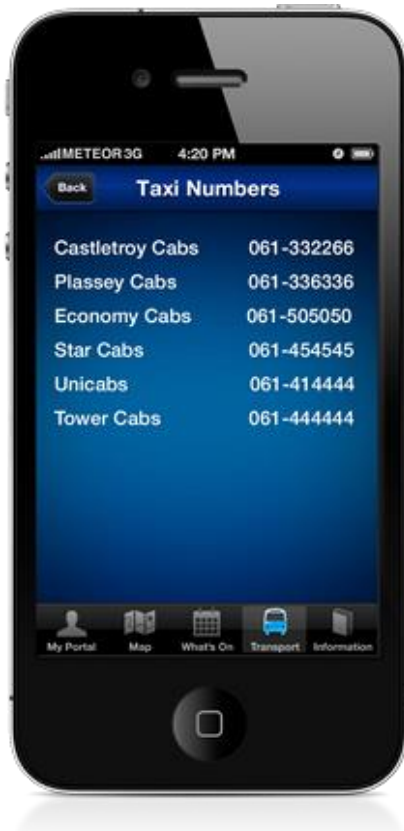 METEOR 3G 4:20 PM
Back Taxi Numbers
Castletroy Cabs 061-332266
Plassey Cabs 061-336336
Economy Cabs 061-505050
Star Cabs 061-454545
Unicabs 061-414444
Tower Cabs 061-444444
My Portal Map What's On Transport Information